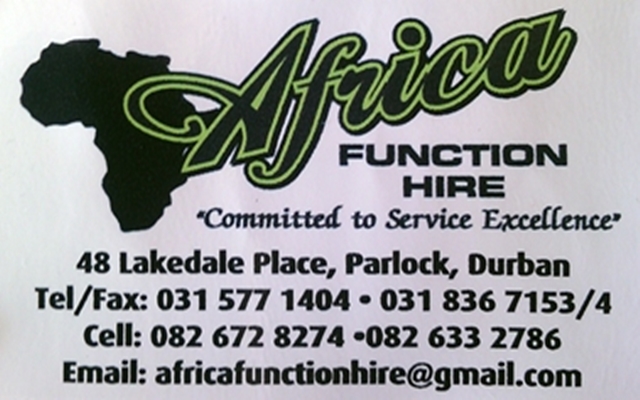 Africa
FUNCTION
HIRE
"Committed to Service Excellence"
48 Lakedale Place, Parlock, Durban
Tel/Fax: 031 577 1404 • 031 836 7153/4
Cell: 082 672 8274 •082 633 2786
Email: africafunctionhire@gmail.com